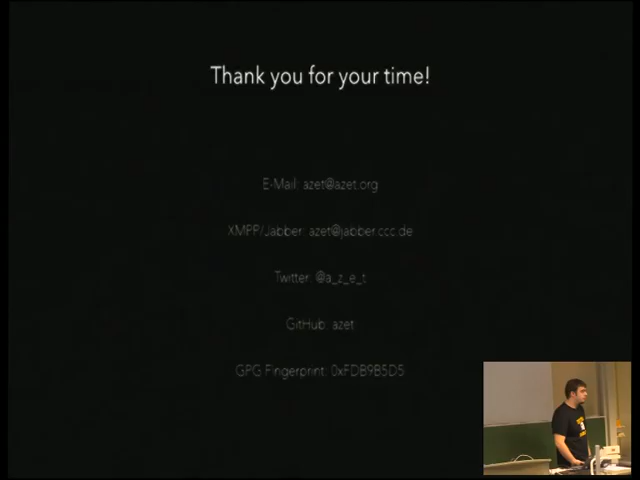 Thank you for your time!
E-Mail: azet@azet.org
XMPP/Jabber: azet@jabber.ccc.de
Twitter: @a_z_e_t
GitHub: azet
GPG Fingerprint: 0xFDB9B5D5